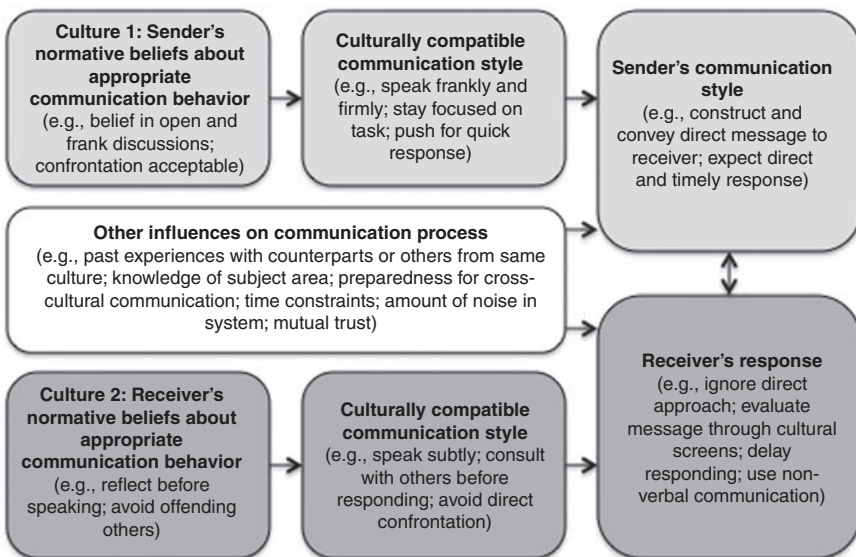 Culture 1: Sender's
normative beliefs about
appropriate
communication behavior
(e.g., belief in open and
frank discussions;
confrontation acceptable)
Culturally compatible
communication style
(e.g., speak frankly and
firmly; stay focused on
task; push for quick
response)
Sender's communication
style
(e.g., construct and
convey direct message to
receiver; expect direct
and timely response)
Other influences on communication process
(e.g., past experiences with counterparts or others from same
culture; knowledge of subject area; preparedness for cross-
cultural communication; time constraints; amount of noise in
system; mutual trust)
Culture 2: Receiver's
normative beliefs about
appropriate
communication behavior
(e.g., reflect before
speaking; avoid offending
others)
Culturally compatible
communication style
(e.g., speak subtly; consult
with others before
responding; avoid direct
confrontation)
Receiver's response
(e.g., ignore direct
approach; evaluate
message through cultural
screens; delay
responding; use non-
verbal communication)